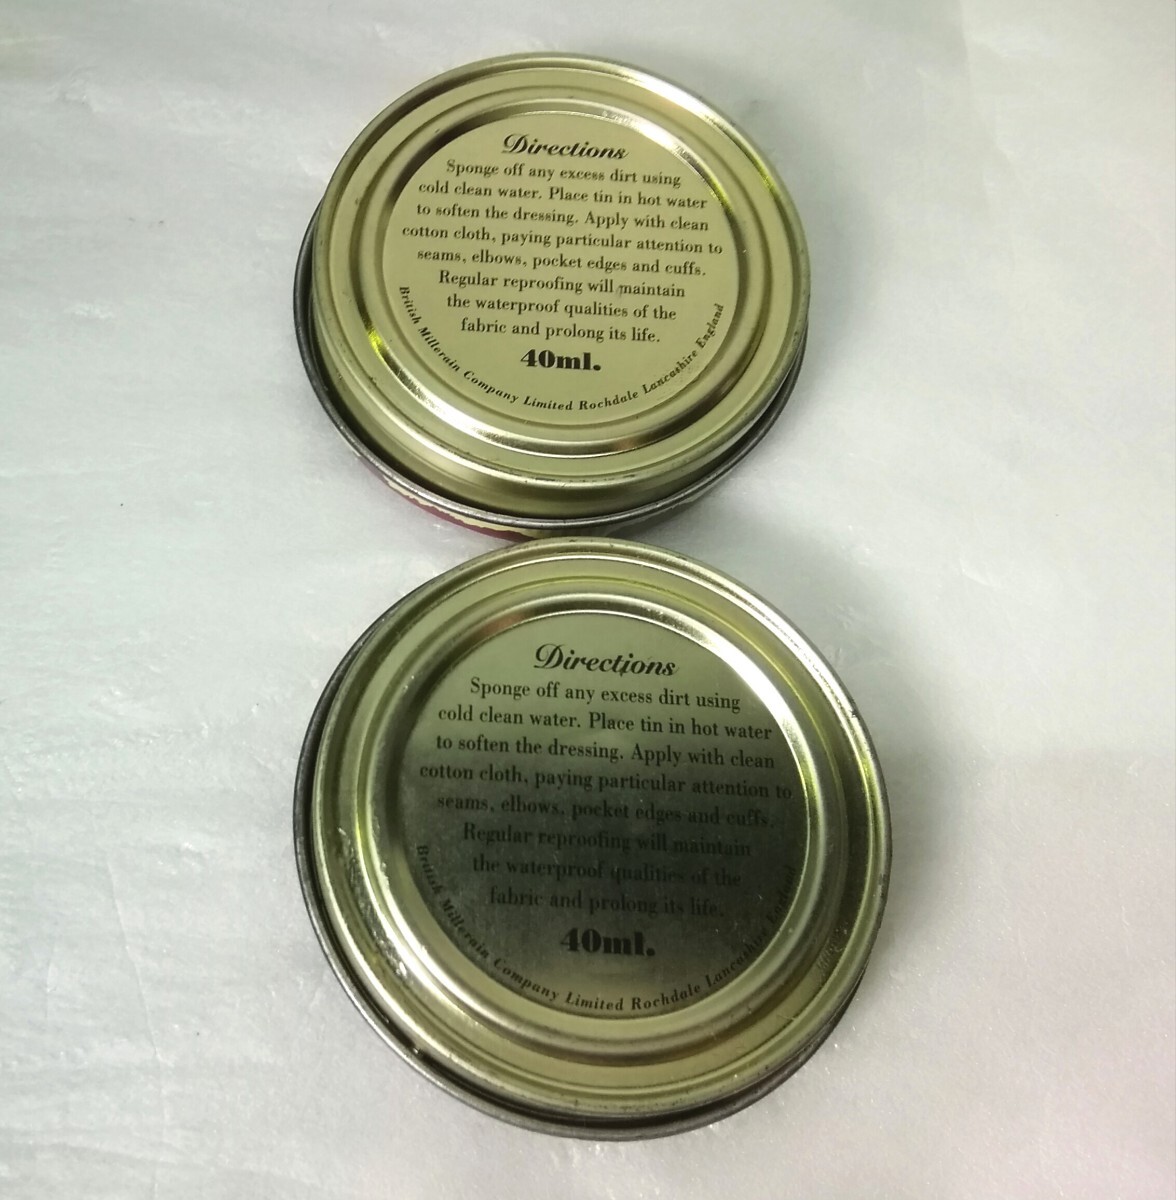 Directions
Sponge off any excess dirt using
cold clean water. Place tin in hot water
to soften the dressing. Apply with clean
cotton cloth, paying particular attention to
seams, elbows, pocket edges and cuffs.
Regular reproofing will maintain
the waterproof qualities of the
fabric and prolong its life.
40ml.
British Millerain Company Limited Rochdale Lancashire England
Directions
Sponge off any excess dirt using
cold clean water. Place tin in hot water
to soften the dressing. Apply with clean
cotton cloth, paying particular attention to
seams, elbows, pocket edges and cuffs.
Regular reproofing will maintain
the waterproof qualities of the
fabric and prolong its life.
40ml.
British Millerain Company Limited Rochdale Lancashire England